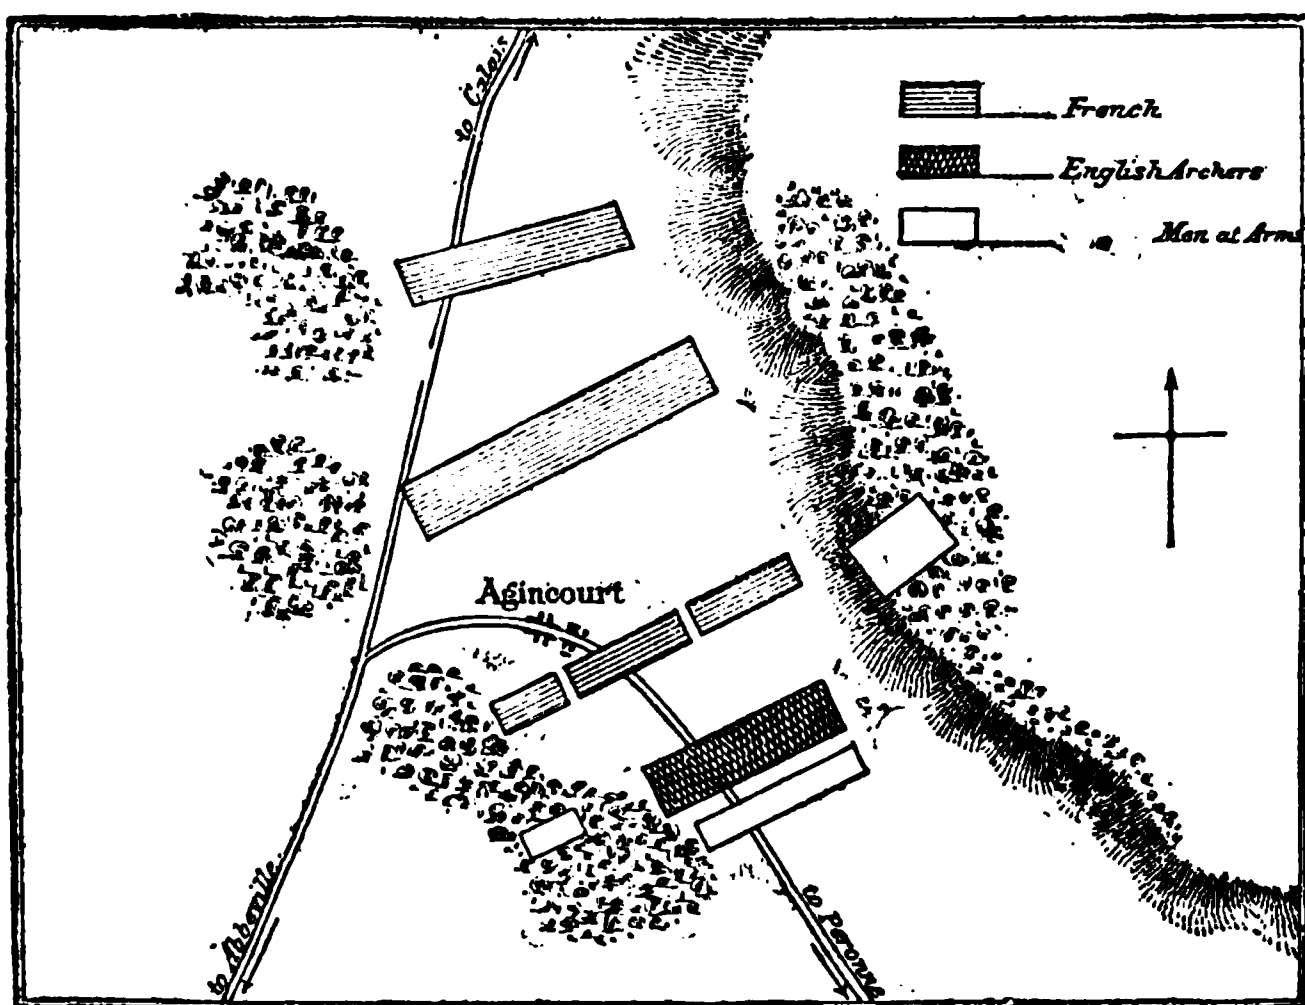 to Calais
French
English Archers
Men at Arms
Agincourt
to Abbeville
to Peronne